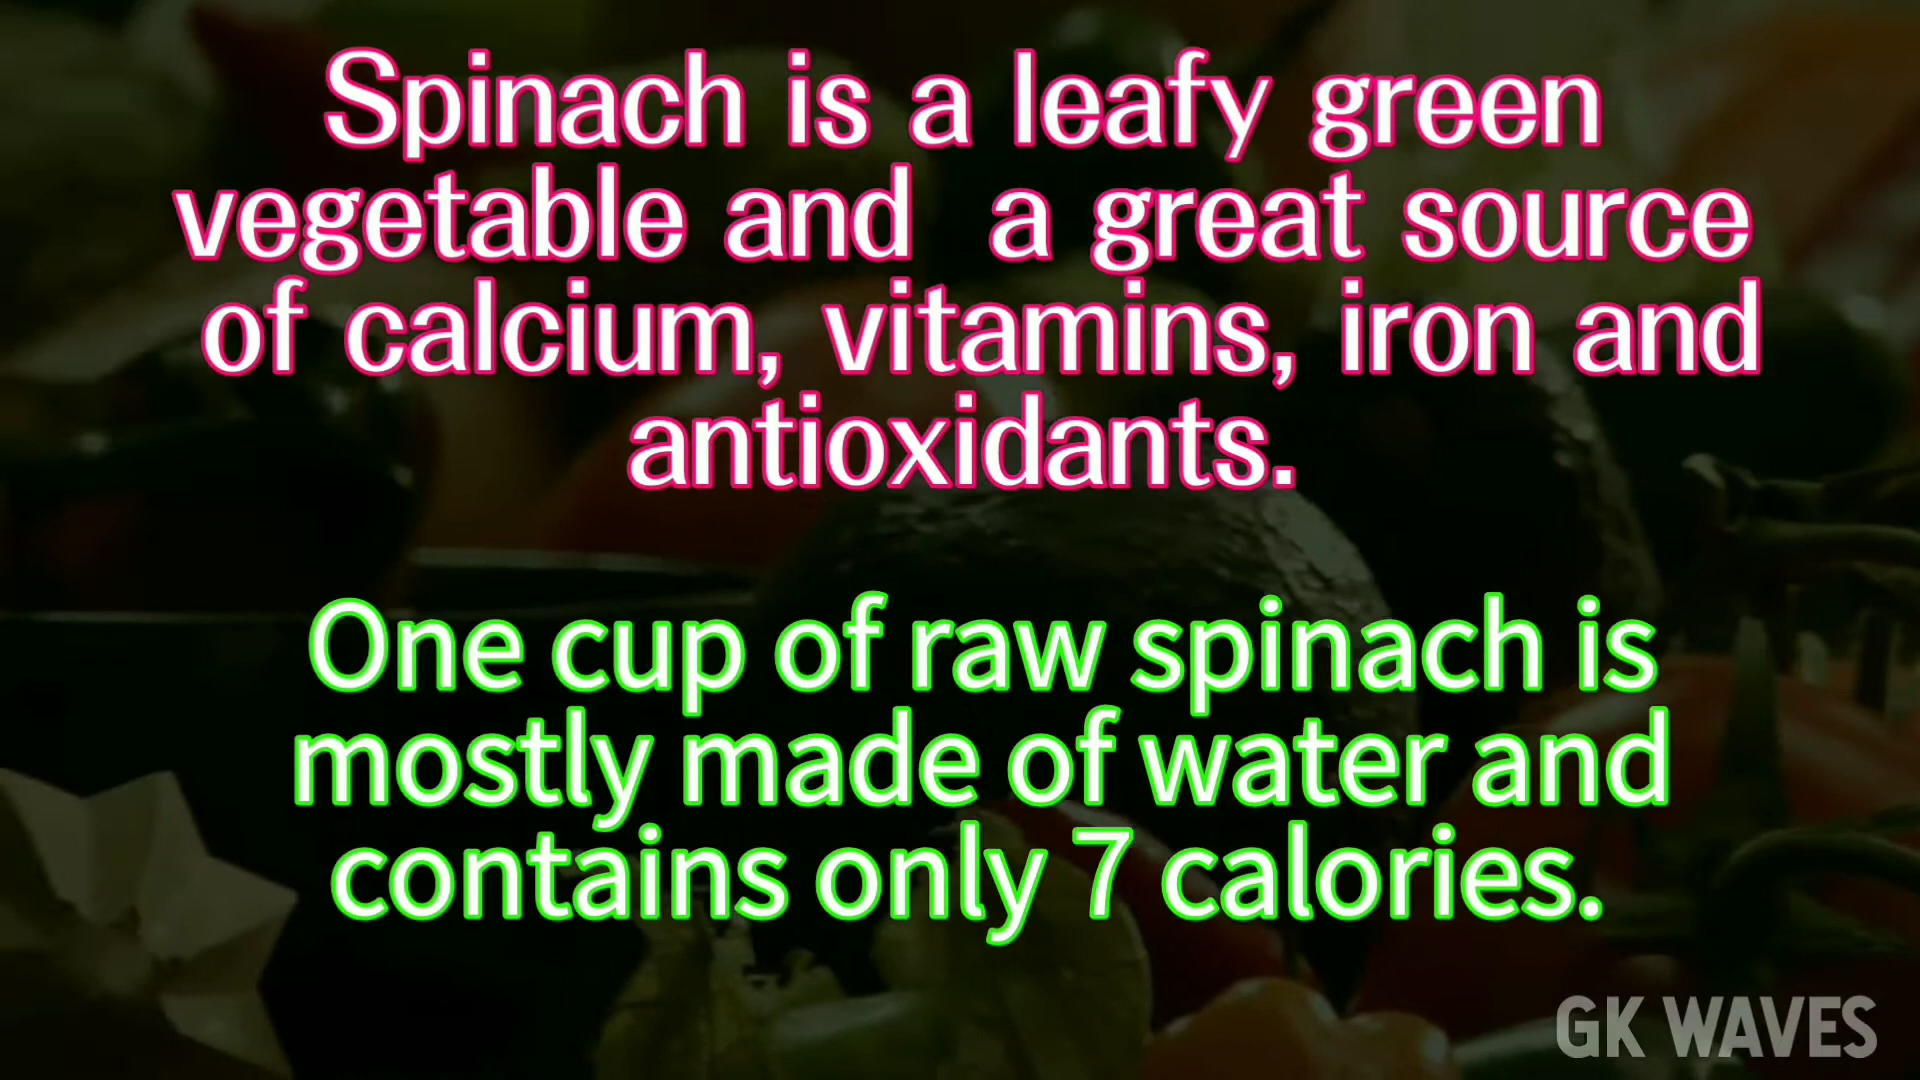 Spinach is a leafy green
vegetable and  a great source
of calcium, vitamins, iron and
antioxidants.
One cup of raw spinach is
mostly made of water and
contains only 7 calories.
GK WAVES